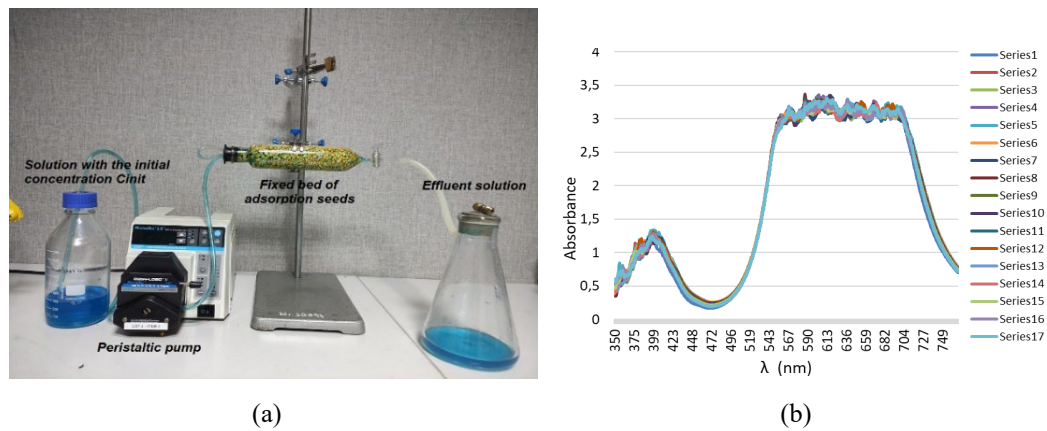 Solution with the initial
concentration Cinit
Fixed bed of
adsorption seeds
Effluent solution
Peristaltic pump
(a)
4
3,5
3
2,5
2
1,5
1
0,5
0
Absorbance
350
375
399
423
448
472
496
519
543
567
590
613
636
659
682
704
727
749
λ (nm)
Series1
Series2
Series3
Series4
Series5
Series6
Series7
Series8
Series9
Series10
Series11
Series12
Series13
Series14
Series15
Series16
Series17
(b)